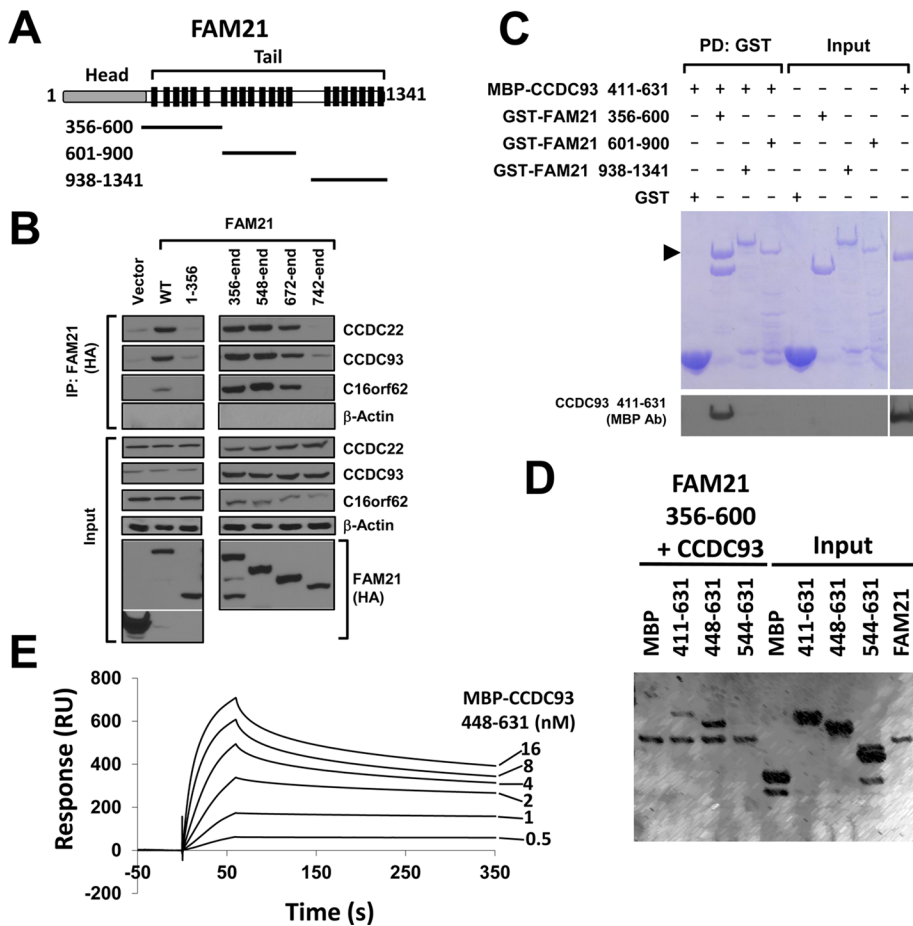 A
FAM21
Head
Tail
1
1341
356-600
601-900
938-1341
B
FAM21
Vector
WT
1-356
356-end
548-end
672-end
742-end
IP: FAM21
(HA)
CCDC22
CCDC93
C16orf62
β-Actin
Input
CCDC22
CCDC93
C16orf62
β-Actin
FAM21
(HA)
C
PD: GST
Input
MBP-CCDC93 411-631 + + + + - - - - +
GST-FAM21 356-600 - + - - - + - - -
GST-FAM21 601-900 - - - + - - - + -
GST-FAM21 938-1341 - - + - - - + - -
GST + - - - + - - - -
CCDC93 411-631
(MBP Ab)
D
FAM21
356-600
+ CCDC93
Input
MBP
411-631
448-631
544-631
MBP
411-631
448-631
544-631
FAM21
E
Response (RU)
800
600
400
200
0
-200
-50
50
150
250
350
Time (s)
MBP-CCDC93
448-631 (nM)
16
8
4
2
1
0.5